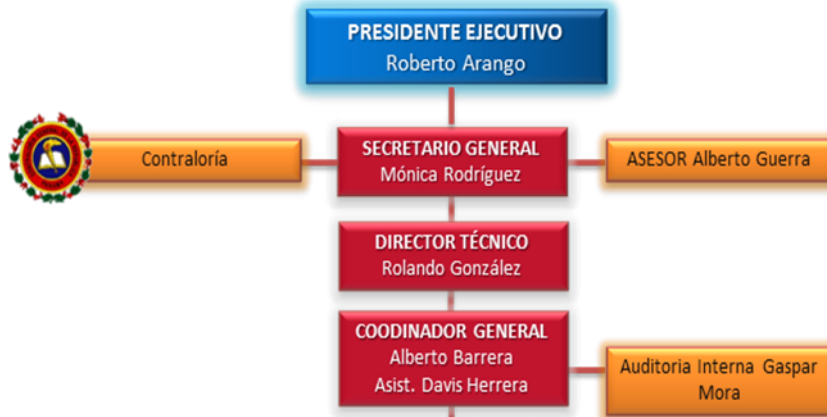 PRESIDENTE EJECUTIVO
Roberto Arango
Contraloría
SECRETARIO GENERAL
Mónica Rodríguez
ASESOR Alberto Guerra
DIRECTOR TÉCNICO
Rolando González
COODINADOR GENERAL
Alberto Barrera
Asist. Davis Herrera
Auditoria Interna Gaspar
Mora